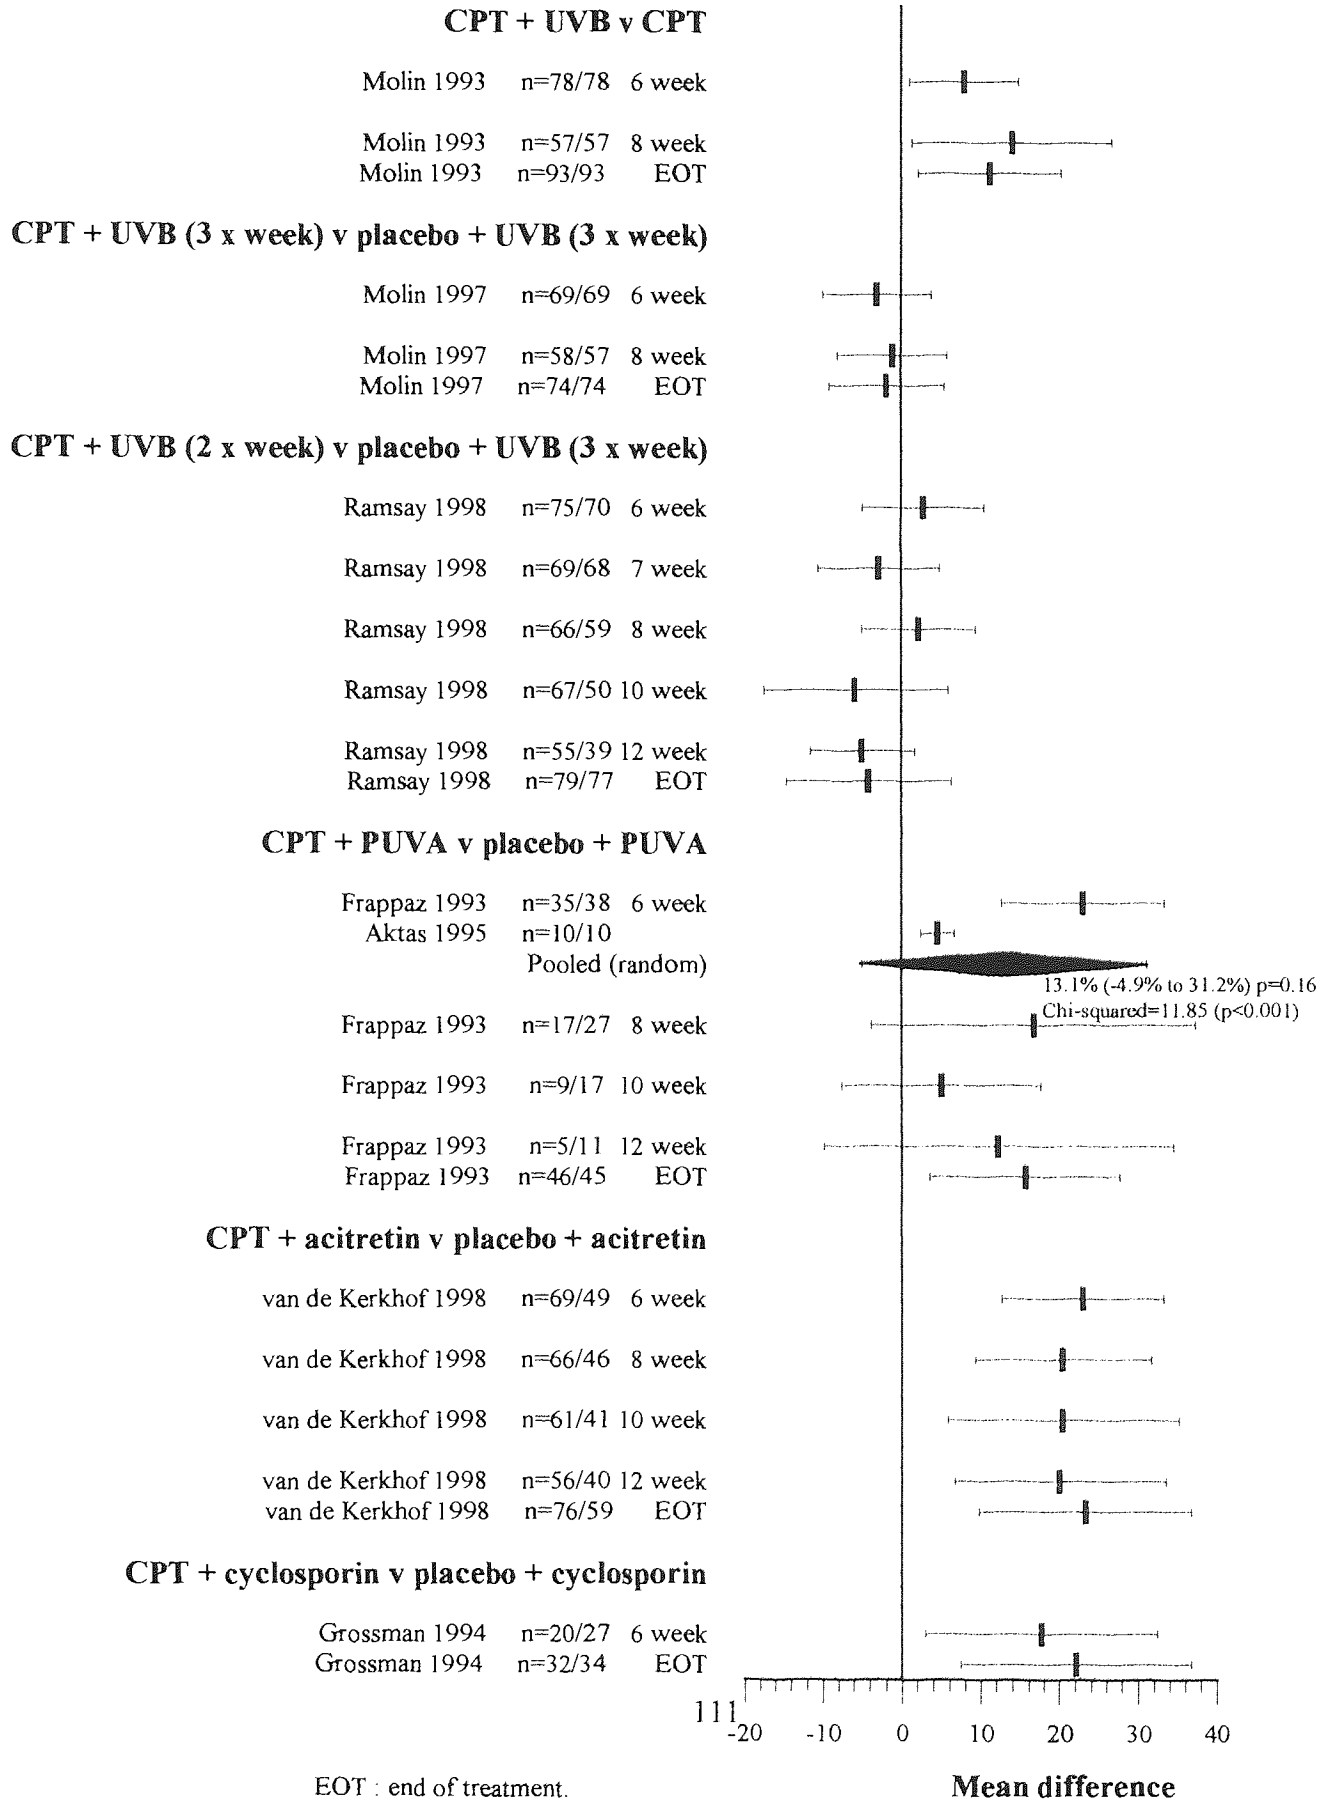 CPT + UVB v CPT
Molin 1993 n=78/78 6 week
Molin 1993 n=57/57 8 week
Molin 1993 n=93/93 EOT
CPT + UVB (3 x week) v placebo + UVB (3 x week)
Molin 1997 n=69/69 6 week
Molin 1997 n=58/57 8 week
Molin 1997 n=74/74 EOT
CPT + UVB (2 x week) v placebo + UVB (3 x week)
Ramsay 1998 n=75/70 6 week
Ramsay 1998 n=69/68 7 week
Ramsay 1998 n=66/59 8 week
Ramsay 1998 n=67/50 10 week
Ramsay 1998 n=55/39 12 week
Ramsay 1998 n=79/77 EOT
CPT + PUVA v placebo + PUVA
Frappaz 1993 n=35/38 6 week
Aktas 1995 n=10/10
Pooled (random)
13.1% (-4.9% to 31.2%) p=0.16
Chi-squared=11.85 (p<0.001)
Frappaz 1993 n=17/27 8 week
Frappaz 1993 n=9/17 10 week
Frappaz 1993 n=5/11 12 week
Frappaz 1993 n=46/45 EOT
CPT + acitretin v placebo + acitretin
van de Kerkhof 1998 n=69/49 6 week
van de Kerkhof 1998 n=66/46 8 week
van de Kerkhof 1998 n=61/41 10 week
van de Kerkhof 1998 n=56/40 12 week
van de Kerkhof 1998 n=76/59 EOT
CPT + cyclosporin v placebo + cyclosporin
Grossman 1994 n=20/27 6 week
Grossman 1994 n=32/34 EOT
111
-20 -10 0 10 20 30 40
EOT : end of treatment. Mean difference